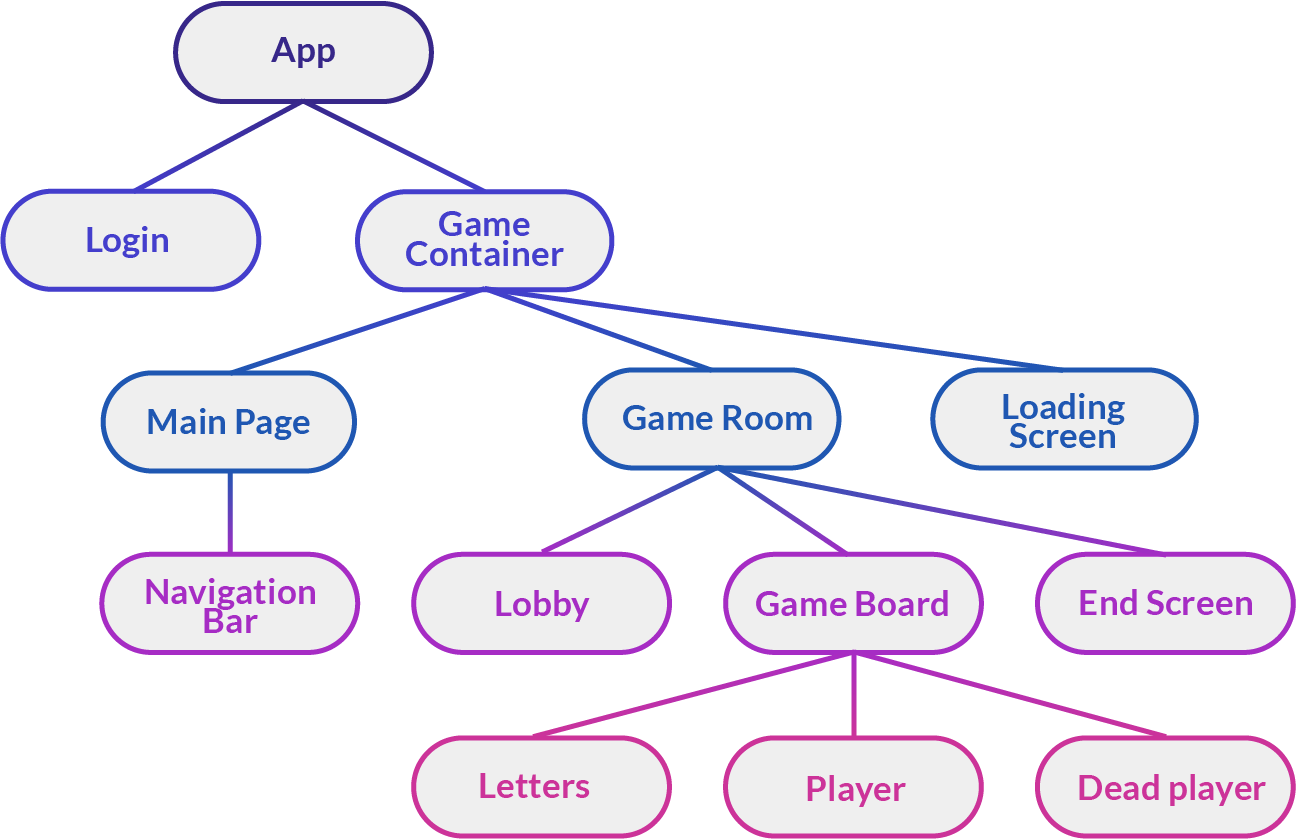 App
Login
Game
Container
Main Page
Game Room
Loading
Screen
Navigation
Bar
Lobby
Game Board
End Screen
Letters
Player
Dead player